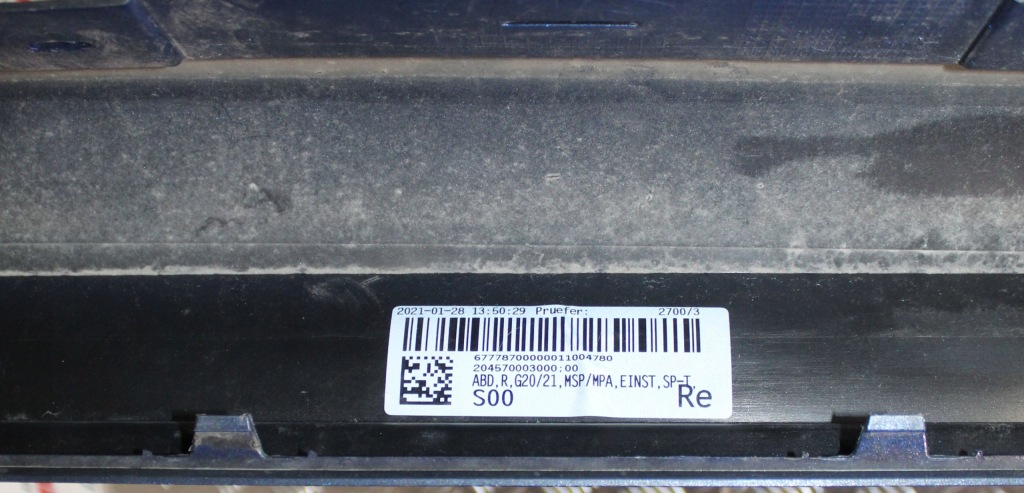 2021-01-28 13:50:29 Pruefer: 2700/3
67778700000011004780
204570003000;00
ABD,R,G20/21,MSP/MPA,EINST,SP-T,
S00 Re